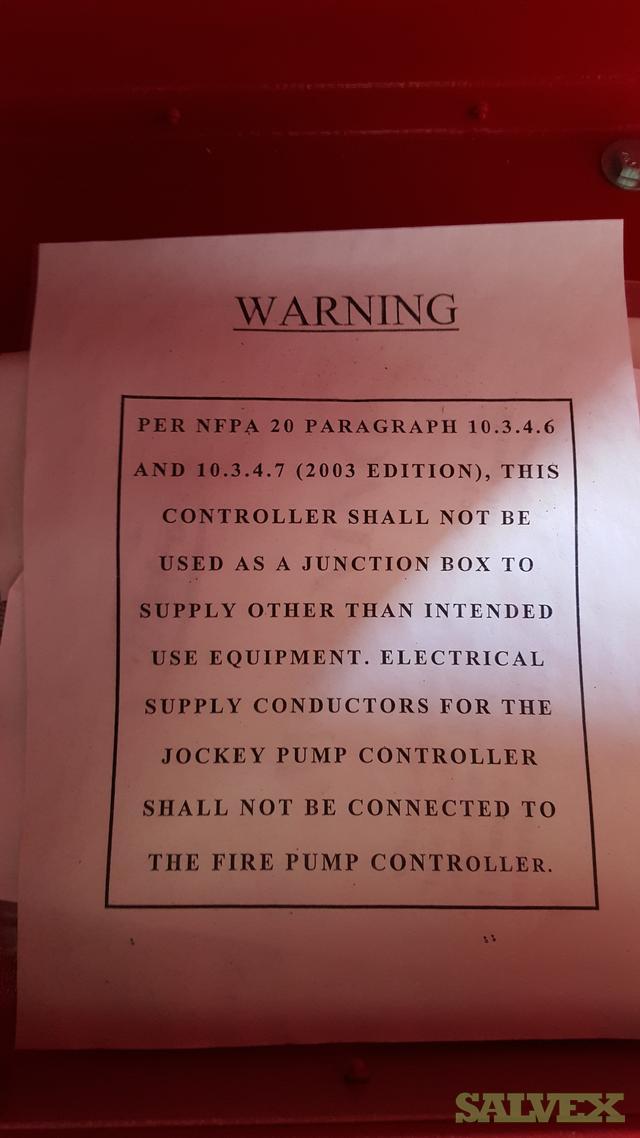 WARNING
PER NFPA 20 PARAGRAPH 10.3.4.6
AND 10.3.4.7 (2003 EDITION), THIS
CONTROLLER SHALL NOT BE
USED AS A JUNCTION BOX TO
SUPPLY OTHER THAN INTENDED
USE EQUIPMENT. ELECTRICAL
SUPPLY CONDUCTORS FOR THE
JOCKEY PUMP CONTROLLER
SHALL NOT BE CONNECTED TO
THE FIRE PUMP CONTROLLER.
SALVEX